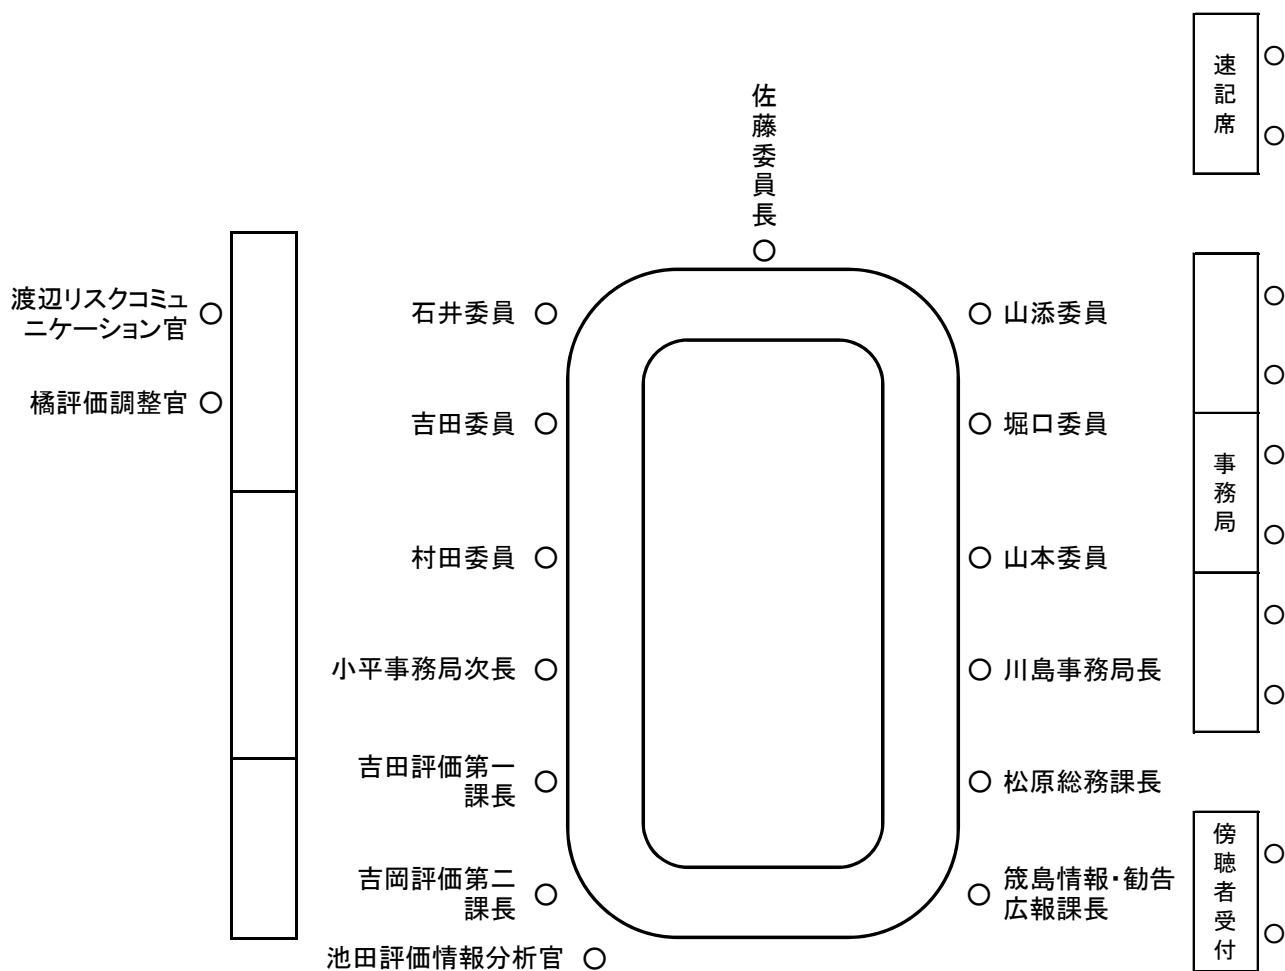 速記席
佐藤委員長
渡辺リスクコミュ
ニケーション官
石井委員
山添委員
橘評価調整官
吉田委員
堀口委員
事務局
村田委員
山本委員
小平事務局次長
川島事務局長
吉田評価第一
課長
松原総務課長
傍聴者受付
吉岡評価第二
課長
筬島情報・勧告
広報課長
池田評価情報分析官